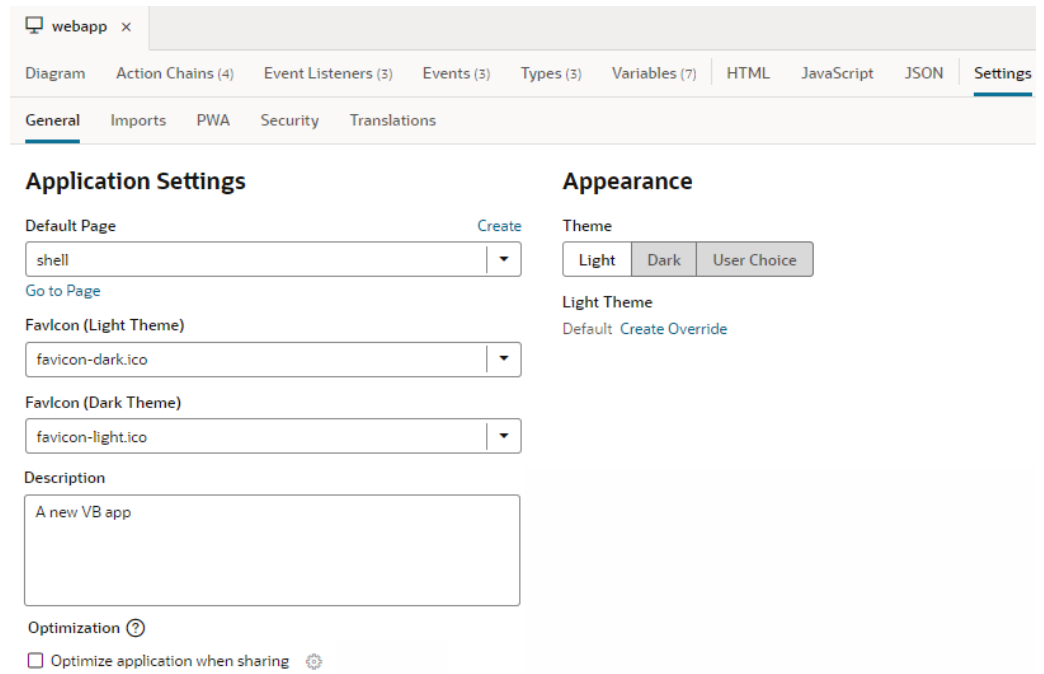 webapp ×
Diagram Action Chains (4) Event Listeners (3) Events (3) Types (3) Variables (7) HTML JavaScript JSON Settings
General Imports PWA Security Translations
Application Settings
Default Page Create
shell
Go to Page
FavIcon (Light Theme)
favicon-dark.ico
FavIcon (Dark Theme)
favicon-light.ico
Description
A new VB app
Optimization ?
Optimize application when sharing
Appearance
Theme
Light Dark User Choice
Light Theme
Default Create Override